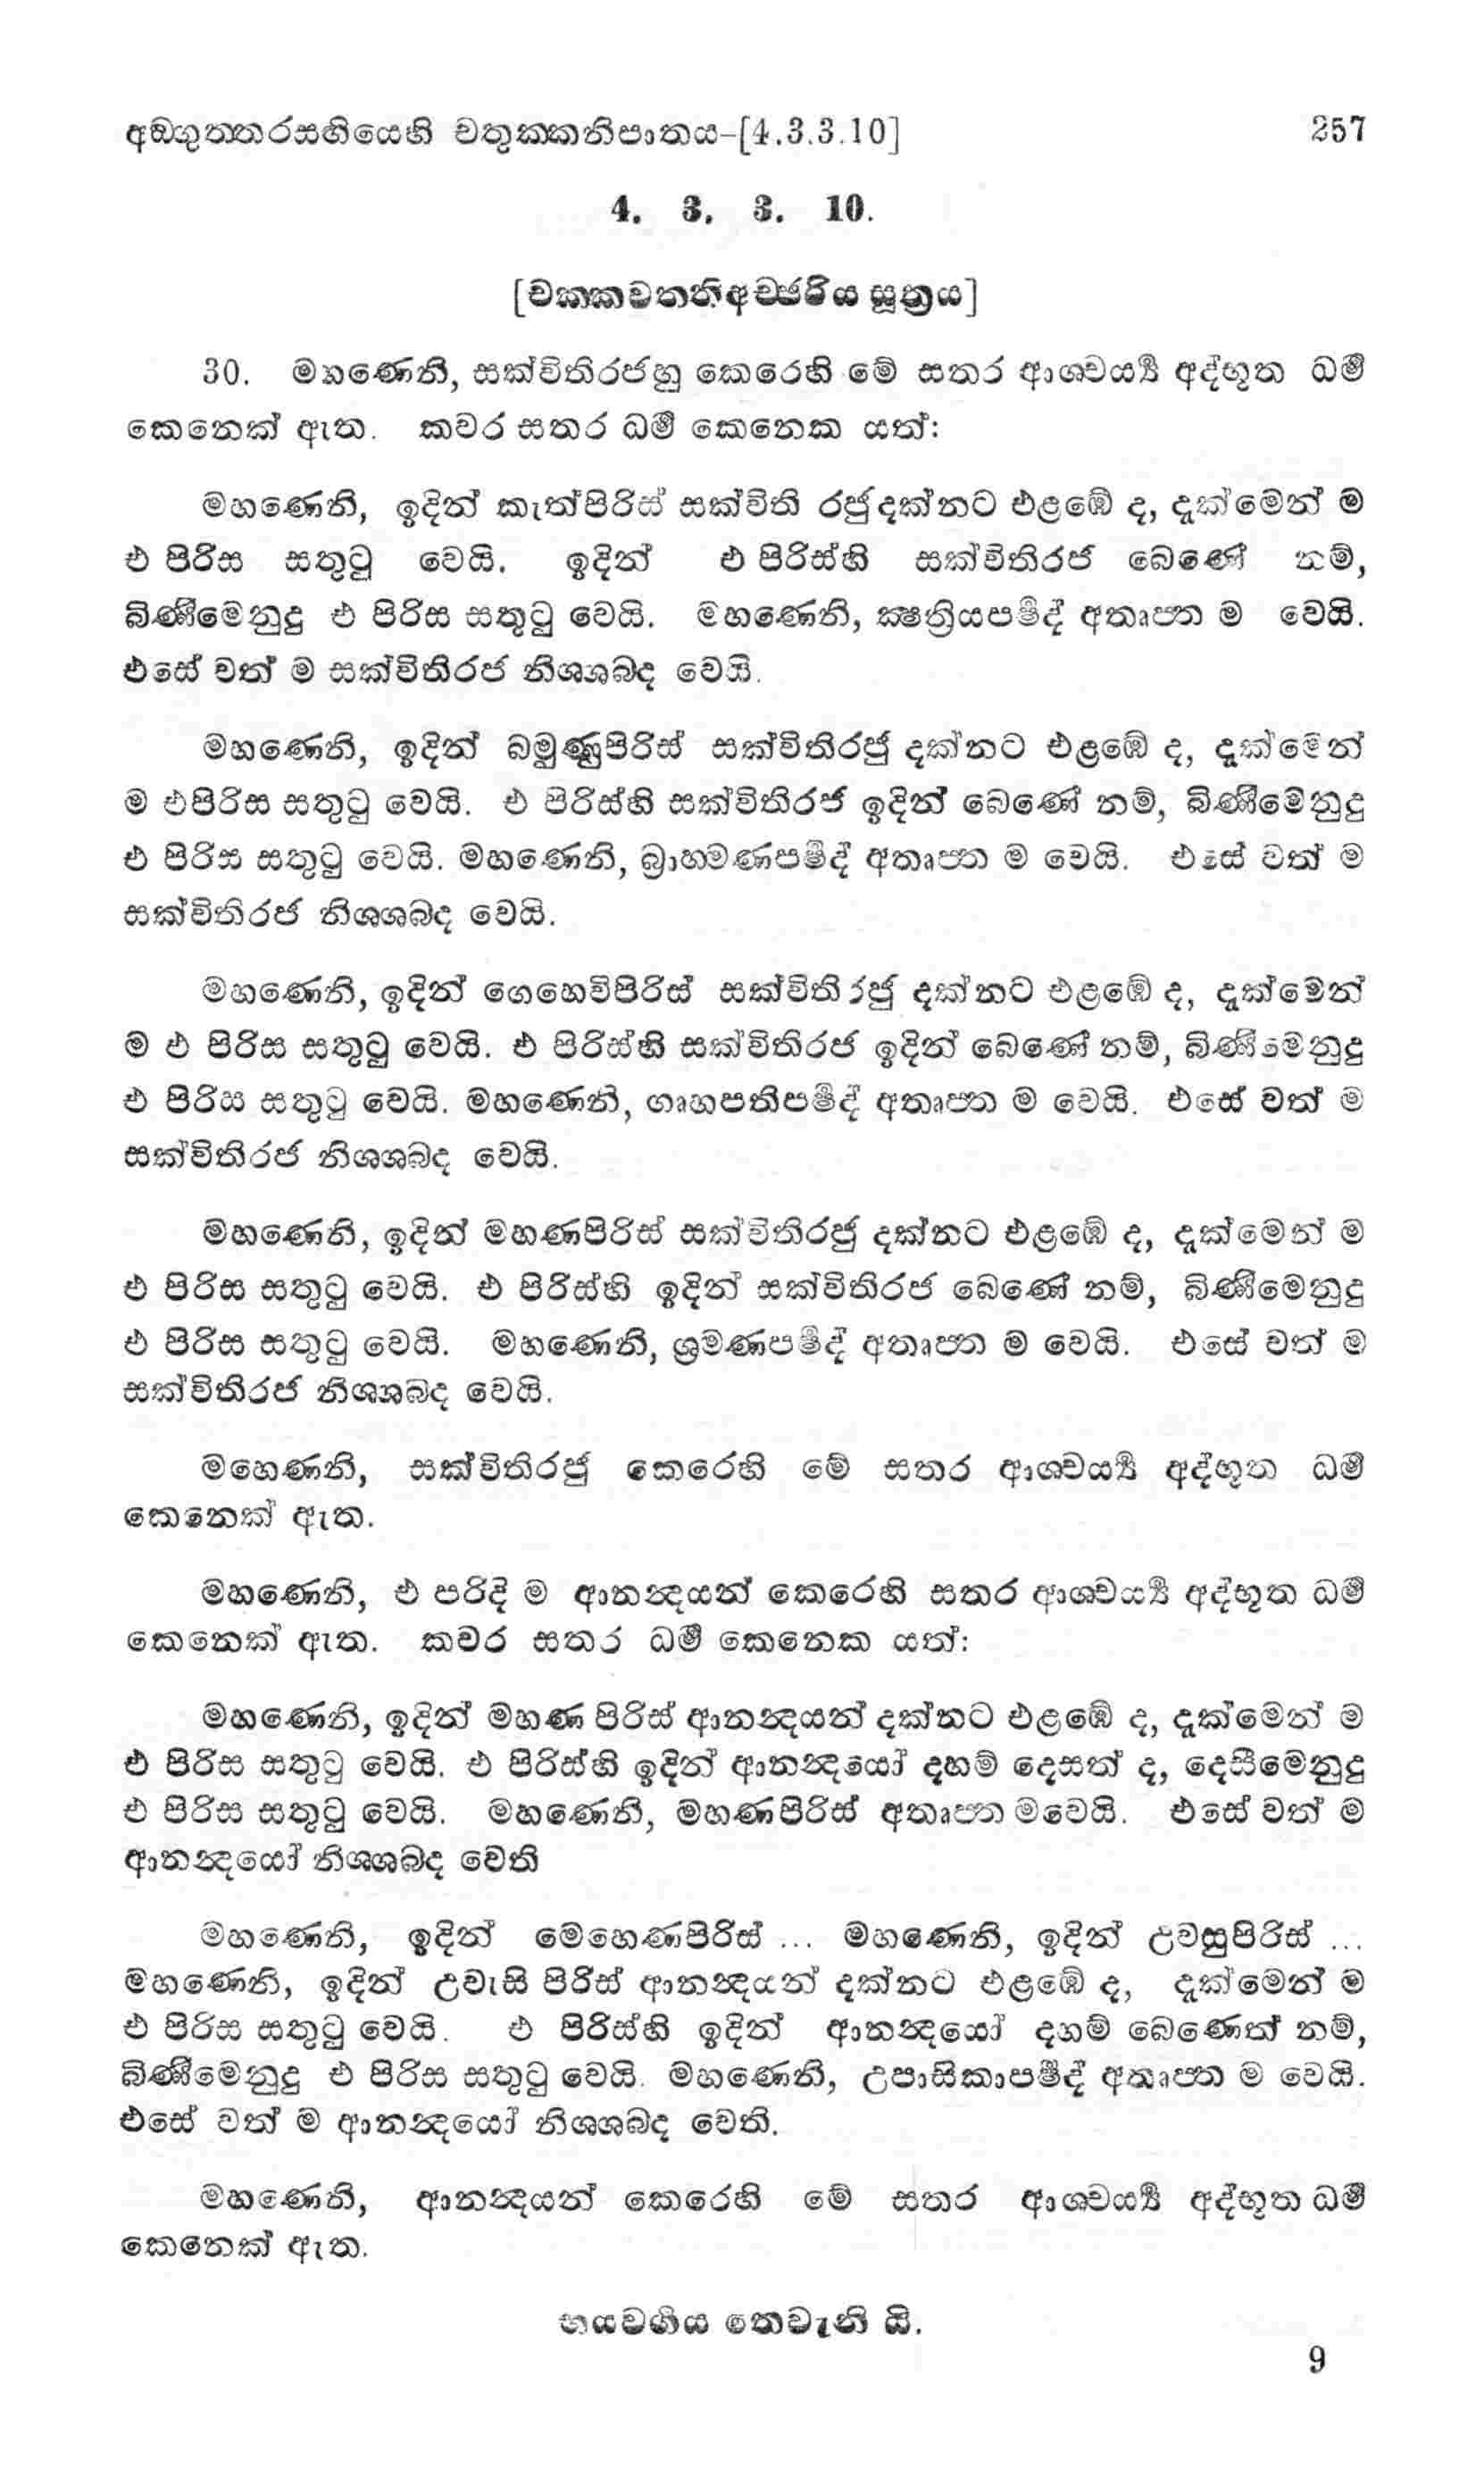 අඞගුත්තරසඟියෙහි චතුක්කනිපාතය–[4.3.3.10] 257
4. 3. 3. 10.
[චක්කවත්තිඅච්ඡරිය සූත්‍රය]
30. මහණෙනි, සක්විතිරජහු කෙරෙහි මේ සතර ආශ්චර්‍ය්‍ය අද්භූත ධර්ම
කෙනෙක් ඇත. කවර සතර ධර්ම කෙනෙක යත්:
මහණෙනි, ඉදින් කැත්පිරිස් සක්විති රජු දක්නට එළඹේ ද, දැක්මෙන් ම
එ පිරිස සතුටු වෙයි. ඉදින් එ පිරිස්හි සක්විතිරජ බෙණේ නම්,
බිණීමෙනුදු එ පිරිස සතුටු වෙයි. මහණෙනි, ක්‍ෂත්‍රියපර්ෂද් අතෘප්ත ම වෙයි.
එසේ වත් ම සක්විතිරජ නිශ්ශබ්ද වෙයි.
මහණෙනි, ඉදින් බමුණුපිරිස් සක්විතිරජු දක්නට එළඹේ ද, දැක්මෙන්
ම එපිරිස සතුටු වෙයි. එ පිරිස්හි සක්විතිරජ ඉදින් බෙණේ නම්, බිණීමෙනුදු
එ පිරිස සතුටු වෙයි. මහණෙනි, බ්‍රාහ්මණපර්ෂද් අතෘප්ත ම වෙයි. එසේ වත් ම
සක්විතිරජ නිශ්ශබ්ද වෙයි.
මහණෙනි, ඉදින් ගෙහෙවිපිරිස් සක්විති රජු දක්නට එළඹේ ද, දැක්මෙන්
ම එ පිරිස සතුටු වෙයි. එ පිරිස්හි සක්විතිරජ ඉදින් බෙණේ නම්, බිණීමෙනුදු
එ පිරිස සතුටු වෙයි. මහණෙනි, ගෘහපතිපර්ෂද් අතෘප්ත ම වෙයි. එසේ වත් ම
සක්විතිරජ නිශ්ශබ්ද වෙයි.
මහණෙනි, ඉදින් මහණපිරිස් සක්විතිරජු දක්නට එළඹේ ද, දැක්මෙන් ම
එ පිරිස සතුටු වෙයි. එ පිරිස්හි ඉදින් සක්විතිරජ බෙණේ නම්, බිණීමෙනුදු
එ පිරිස සතුටු වෙයි. මහණෙනි, ශ්‍රමණපර්ෂද් අතෘප්ත ම වෙයි. එසේ වත් ම
සක්විතිරජ නිශ්ශබ්ද වෙයි.
මහෙණනි, සක්විතිරජු කෙරෙහි මේ සතර ආශ්චර්‍ය්‍ය අද්භූත ධර්ම
කෙනෙක් ඇත.
මහණෙනි, එ පරිදි ම ආනන්‍දයන් කෙරෙහි සතර ආශ්චර්‍ය්‍ය අද්භූත ධර්ම
කෙනෙක් ඇත. කවර සතර ධර්ම කෙනෙක යත්:
මහණෙනි, ඉදින් මහණ පිරිස් ආනන්‍දයන් දක්නට එළඹේ ද, දැක්මෙන් ම
එ පිරිස සතුටු වෙයි. එ පිරිස්හි ඉදින් ආනන්‍දයෝ දහම් දෙසත් ද, දෙසීමෙනුදු
එ පිරිස සතුටු වෙයි. මහණෙනි, මහණපිරිස් අතෘප්ත මවෙයි. එසේ වත් ම
ආනන්‍දයෝ නිශ්ශබ්ද වෙති
මහණෙනි, ඉදින් මෙහෙණපිරිස් ... මහණෙනි, ඉදින් උවසුපිරිස් ...
මහණෙනි, ඉදින් උවැසි පිරිස් ආනන්‍දයන් දක්නට එළඹේ ද, දැක්මෙන් ම
එ පිරිස සතුටු වෙයි. එ පිරිස්හි ඉදින් ආනන්‍දයෝ දහම් බෙණෙත් නම්,
බිණීමෙනුදු එ පිරිස සතුටු වෙයි. මහණෙනි, උපාසිකාපර්ෂද් අතෘප්ත ම වෙයි.
එසේ වත් ම ආනන්‍දයෝ නිශ්ශබ්ද වෙති.
මහණෙනි, ආනන්‍දයන් කෙරෙහි මේ සතර ආශ්චර්‍ය්‍ය අද්භූත ධර්ම
කෙනෙක් ඇත.
භයවර්ගය තෙවැනි යි.
9